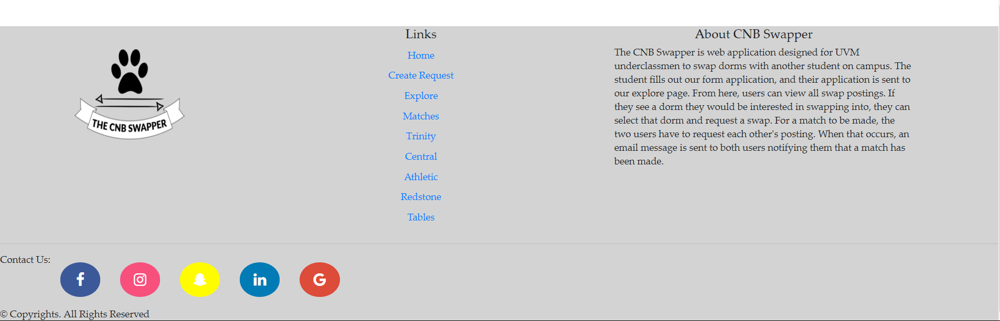 THE CNB SWAPPER
Links
Home
Create Request
Explore
Matches
Trinity
Central
Athletic
Redstone
Tables
About CNB Swapper
The CNB Swapper is web application designed for UVM
underclassmen to swap dorms with another student on campus. The
student fills out our form application, and their application is sent to
our explore page. From here, users can view all swap postings. If
they see a dorm they would be interested in swapping into, they can
select that dorm and request a swap. For a match to be made, the
two users have to request each other's posting. When that occurs, an
email message is sent to both users notifying them that a match has
been made.
Contact Us:
f
in
G
© Copyrights. All Rights Reserved